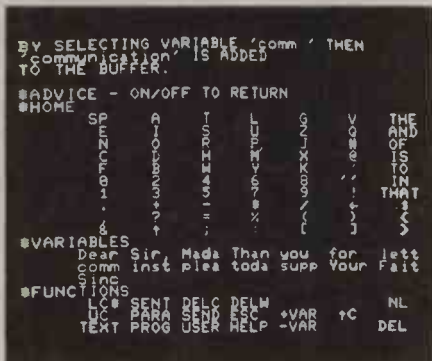 BY SELECTING VARIABLE 'comm ' THEN
'communication' IS ADDED
TO THE BUFFER.
*ADVICE - ON/OFF TO RETURN
*HOME
SP A T L G V THE
E I S U Z Q AND
N O R P J # OF
C D H M X @ IS
F B W Y K TO
0 2 4 6 8 '' IN
1 3 5 7 9 ! THAT
. * - $ / ← .$
, + = % ( ) <
& ↑ ; : [ ] >
*VARIABLES
Dear Sir, Mada Than you for lett
comm inst plea toda supp Your Fait
Sinc
*FUNCTIONS
LC* SENT DELC DELW NL
UC PARA SEND ESC +VAR ↑C
TEXT PROG USER HELP -VAR DEL